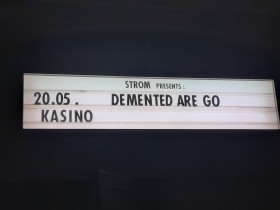 STROM PRESENTS:
20.05. DEMENTED ARE GO
KASINO